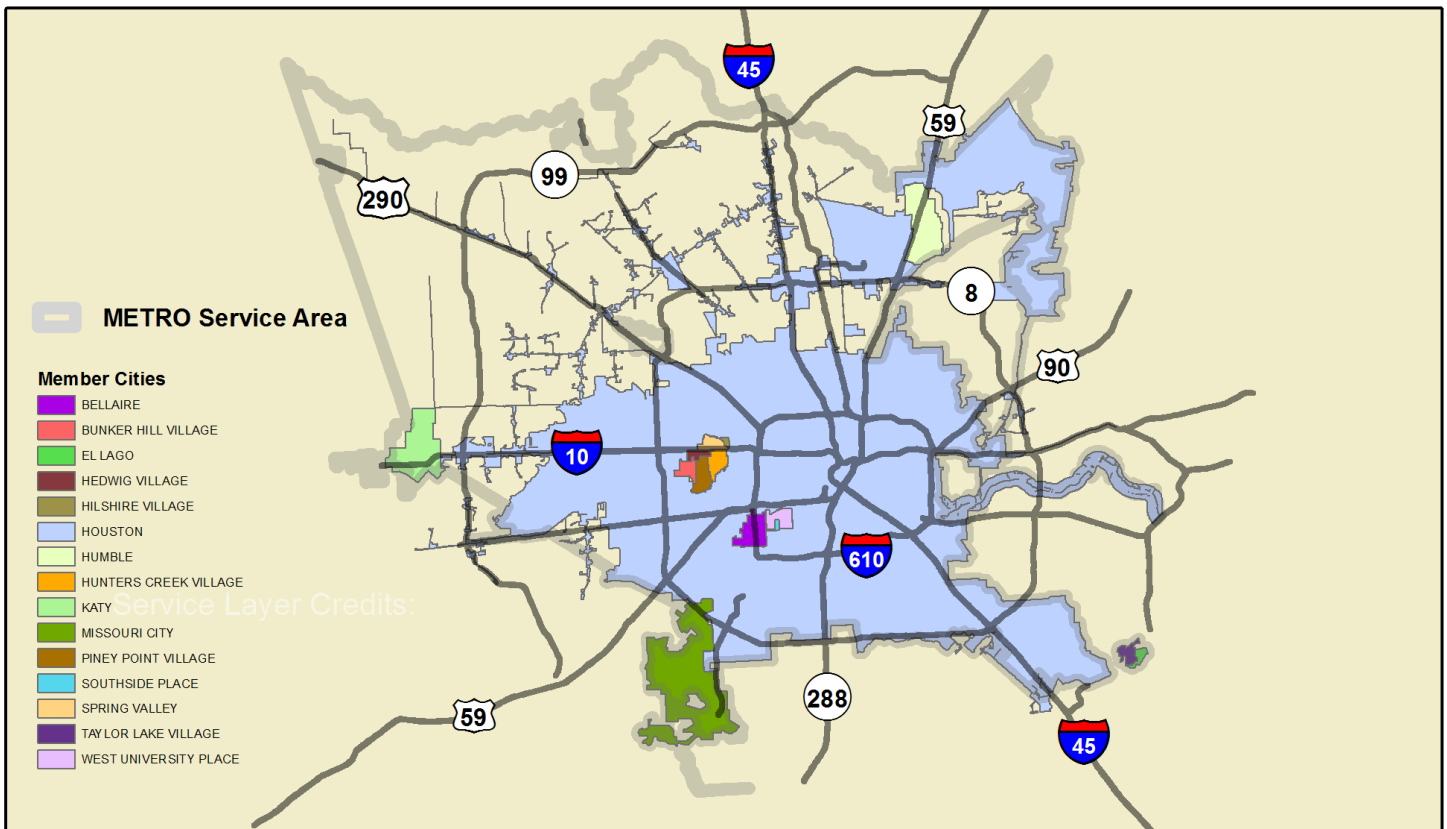 45
59
99
290
8
METRO Service Area
90
Member Cities
BELLAIRE
BUNKER HILL VILLAGE
EL LAGO
10
HEDWIG VILLAGE
HILSHIRE VILLAGE
HOUSTON
HUMBLE
610
HUNTERS CREEK VILLAGE
KATY
Service Layer Credits:
MISSOURI CITY
PINEY POINT VILLAGE
SOUTHSIDE PLACE
288
SPRING VALLEY
59
TAYLOR LAKE VILLAGE
45
WEST UNIVERSITY PLACE